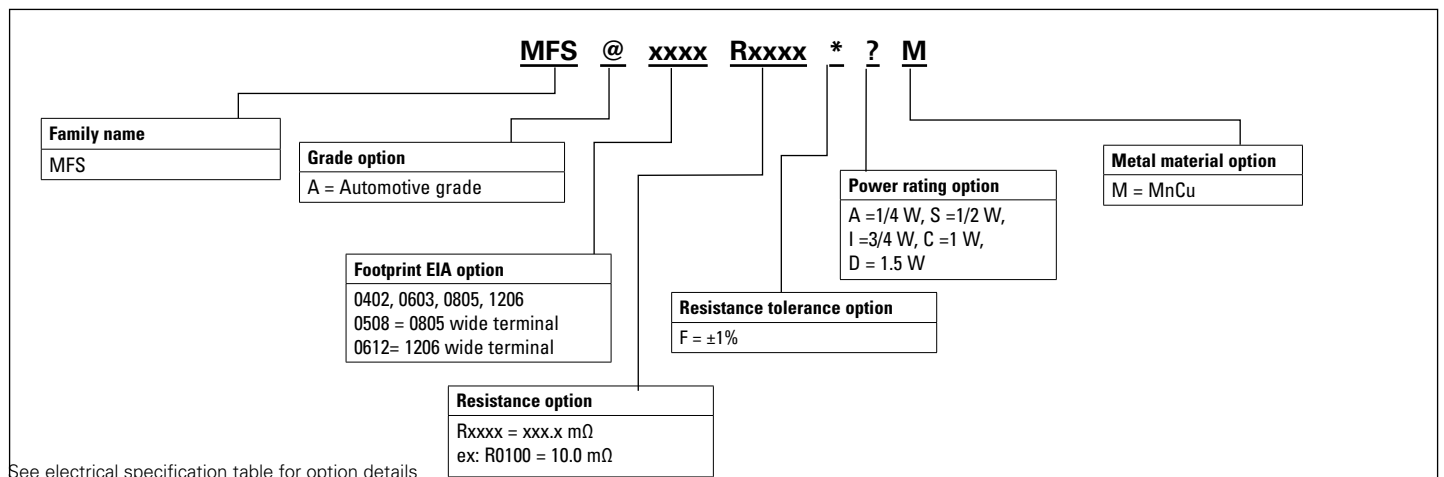 MFS @ xxxx Rxxxx * ? M
Family name
MFS
Grade option
A = Automotive grade
Footprint EIA option
0402, 0603, 0805, 1206
0508 = 0805 wide terminal
0612= 1206 wide terminal
Resistance option
Rxxxx = xxx.x mΩ
ex: R0100 = 10.0 mΩ
Resistance tolerance option
F = ±1%
Power rating option
A =1/4 W, S =1/2 W,
I =3/4 W, C =1 W,
D = 1.5 W
Metal material option
M = MnCu
See electrical specification table for option details